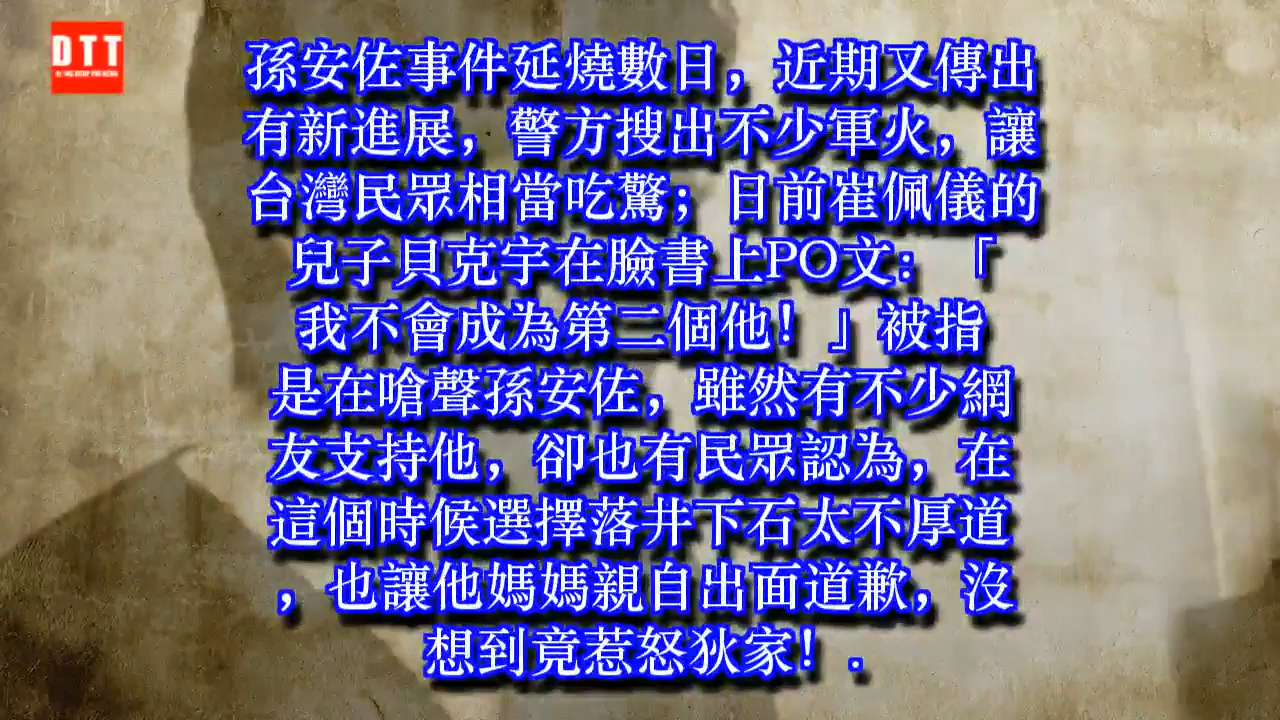 DTT
孫安佐事件延燒數日，近期又傳出
有新進展，警方搜出不少軍火，讓
台灣民眾相當吃驚；日前崔佩儀的
兒子貝克宇在臉書上PO文：「
我不會成為第二個他！」被指
是在嗆聲孫安佐，雖然有不少網
友支持他，卻也有民眾認為，在
這個時候選擇落井下石太不厚道
，也讓他媽媽親自出面道歉，沒
想到竟惹怒狄家！.